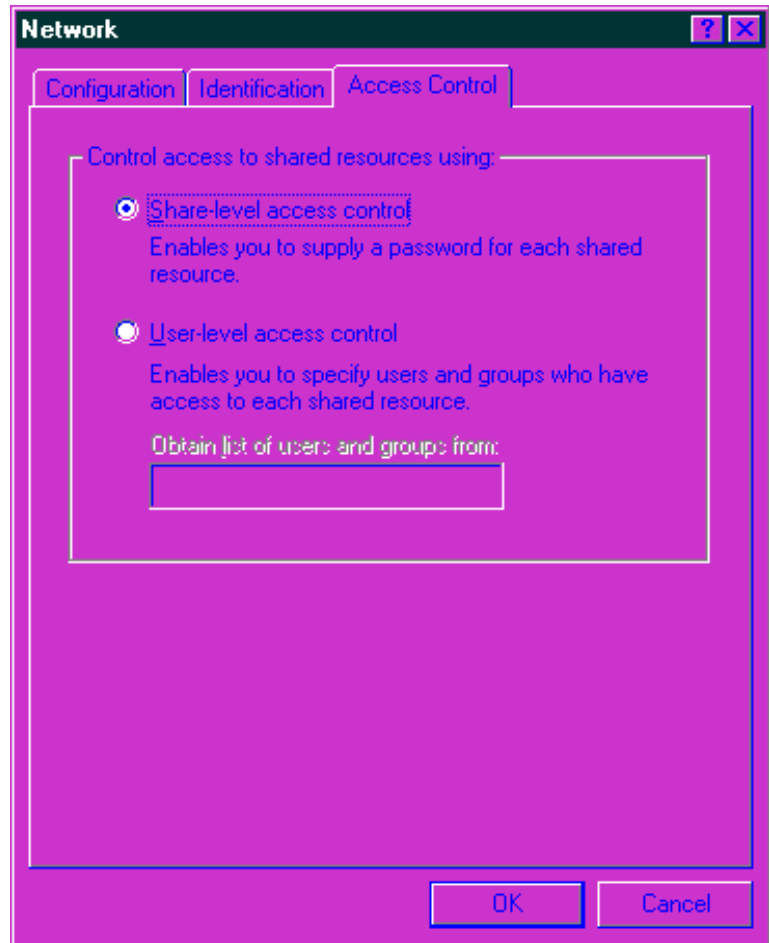 Network
Configuration Identification Access Control
Control access to shared resources using:
Share-level access control
Enables you to supply a password for each shared
resource.
User-level access control
Enables you to specify users and groups who have
access to each shared resource.
Obtain list of users and groups from:
OK Cancel